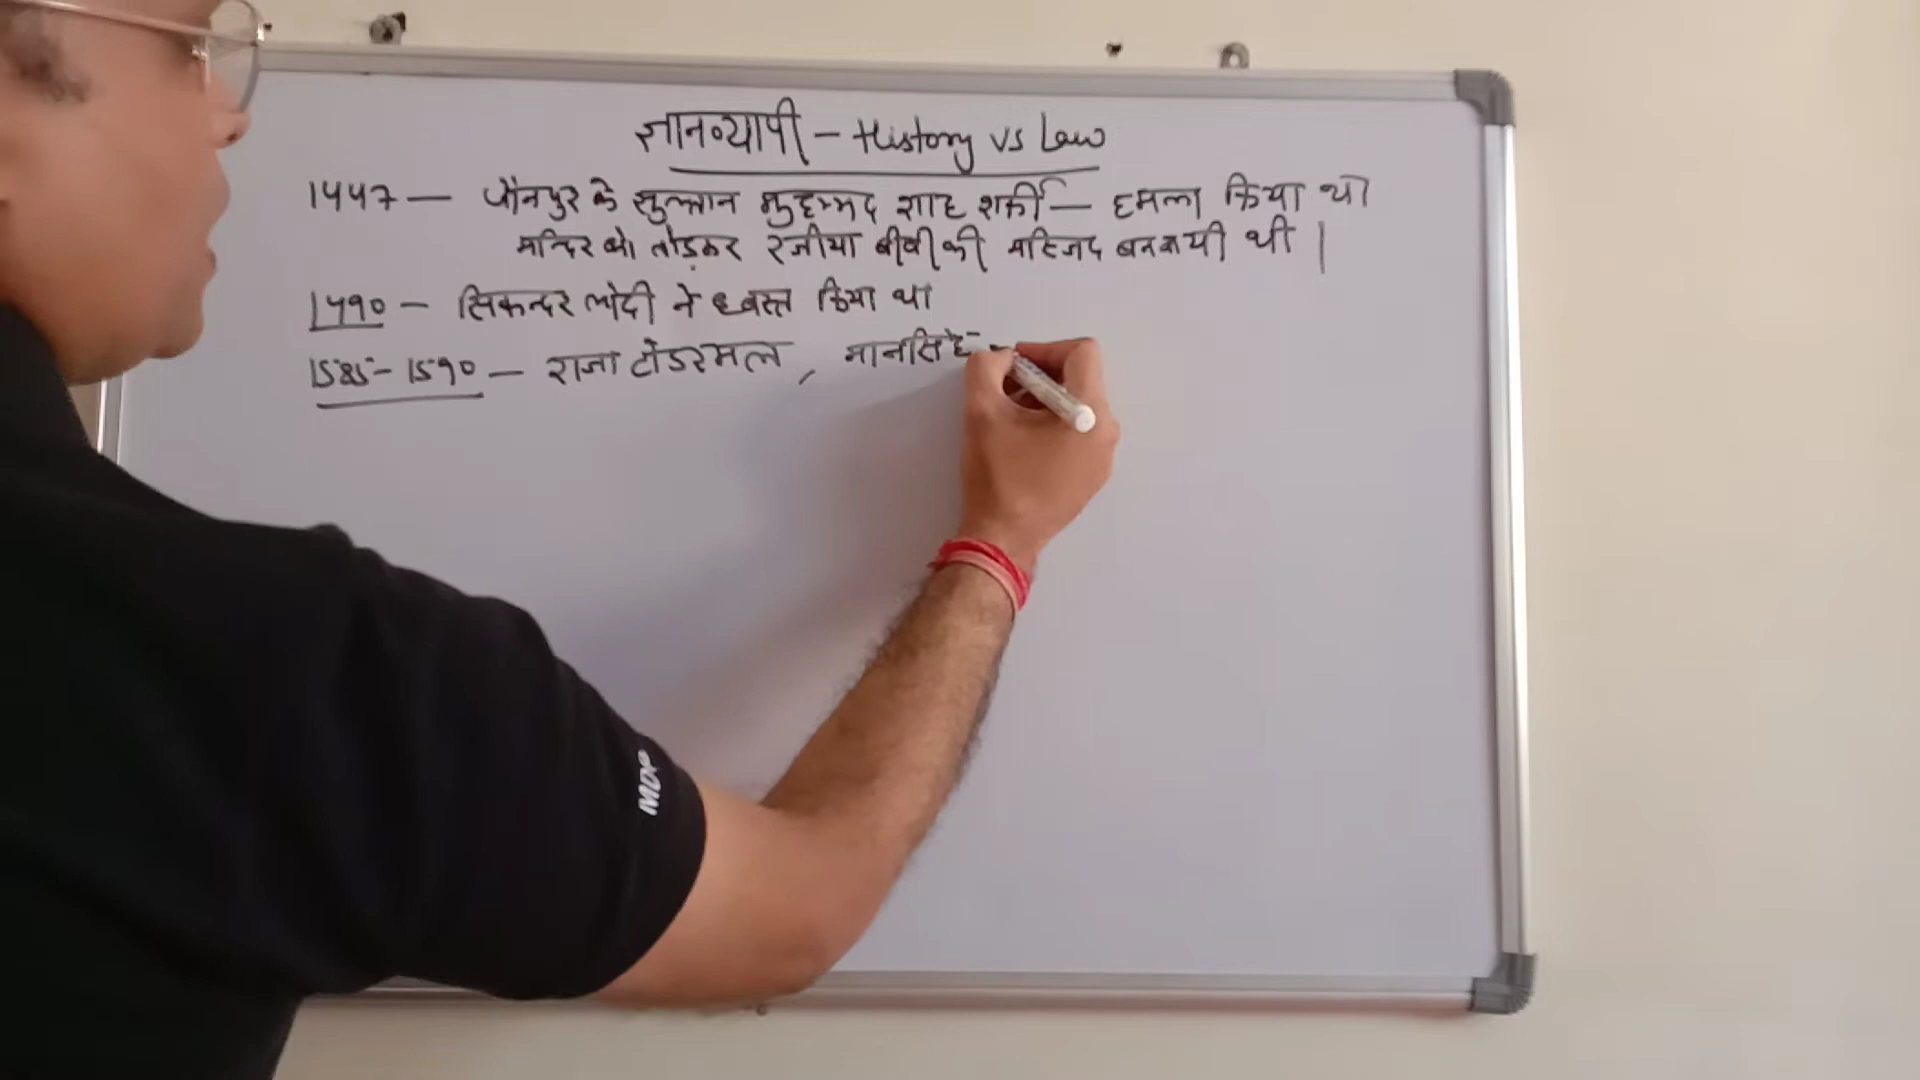 ज्ञानव्यापी – History vs Law
1447 — जौनपुर के सुल्तान मुहम्मद शाह शर्की — हमला किया था
मन्दिर को तोड़कर रजीया बीबी की मस्जिद बनवायी थी |
1490 – सिकन्दर लोदी ने ध्वस्त किया था
1585-1590 – राजा टोडरमल, मानसिंह
MDP